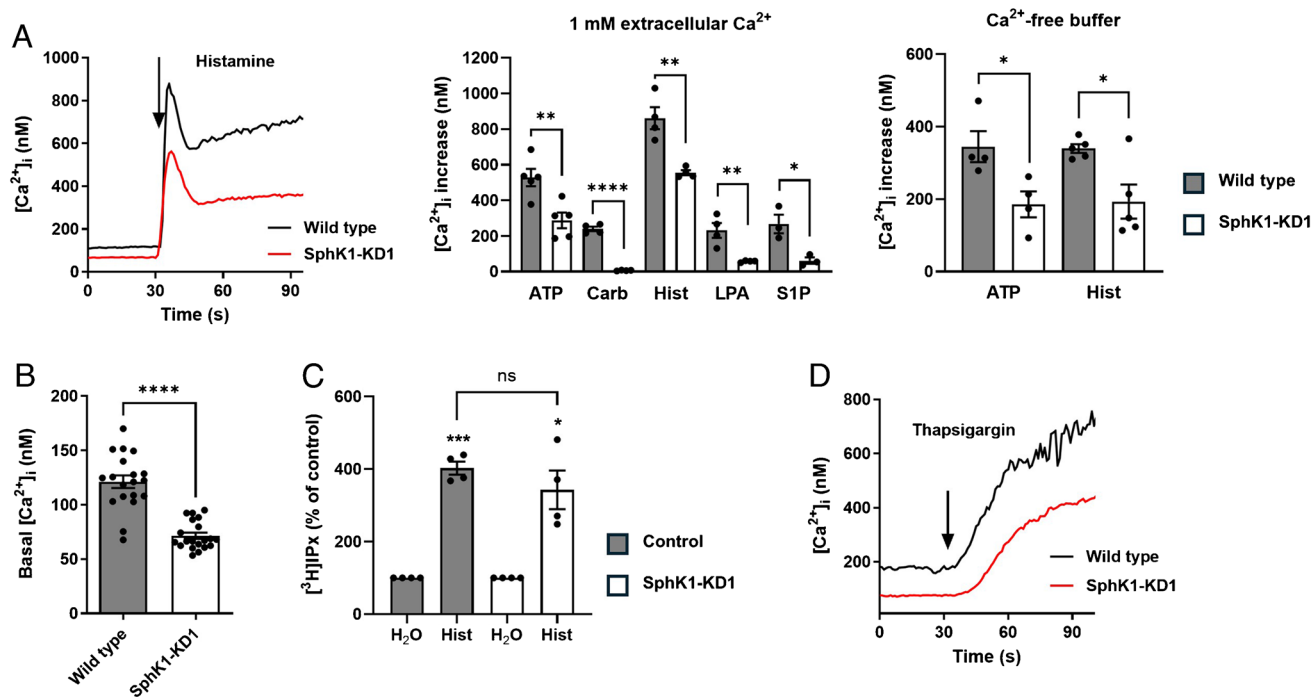 A
Histamine
[Ca2+]i (nM)
1000
800
600
400
200
0
0 30 60 90
Time (s)
Wild type
SphK1-KD1
1 mM extracellular Ca2+
[Ca2+]i increase (nM)
1200
1000
800
600
400
200
0
**
****
**
**
*
ATP Carb Hist LPA S1P
Ca2+-free buffer
[Ca2+]i increase (nM)
600
400
200
0
*
*
ATP Hist
Wild type
SphK1-KD1
B
Basal [Ca2+]i (nM)
200
150
100
50
0
****
Wild type
SphK1-KD1
C
[3H]IPx (% of control)
600
400
200
0
ns
***
*
H2O Hist H2O Hist
Control
SphK1-KD1
D
Thapsigargin
[Ca2+]i (nM)
800
600
400
200
0 30 60 90
Time (s)
Wild type
SphK1-KD1